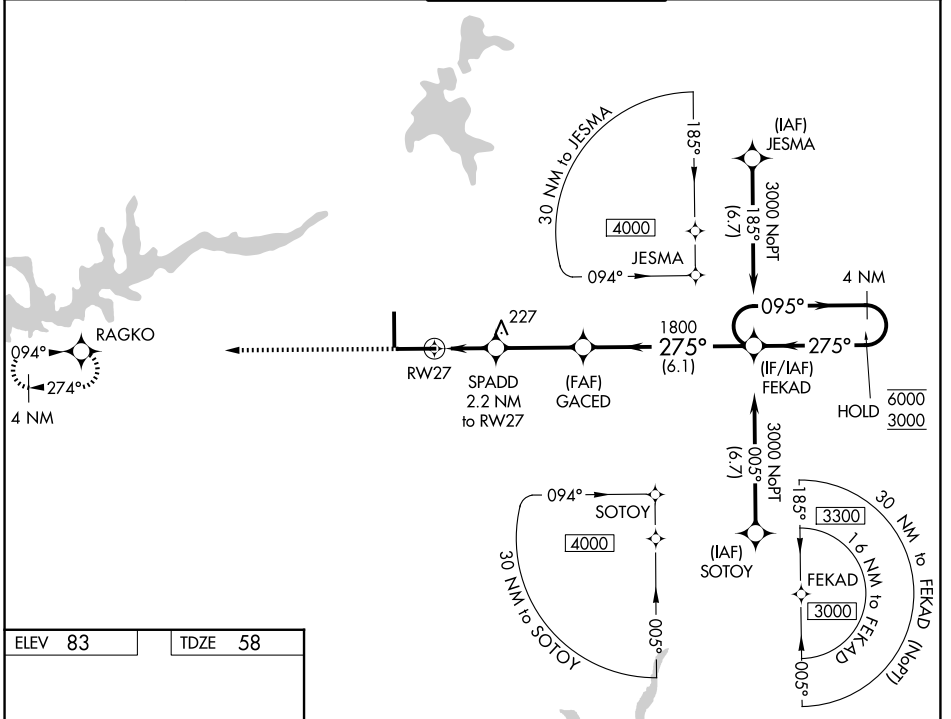 30 NM to JESMA
185°
4000
JESMA
094°
(IAF)
JESMA
3000 NoPT
185°
(6.7)
4 NM
095°
275°
HOLD
6000
3000
(IF/IAF)
FEKAD
1800
275°
(6.1)
(FAF)
GACED
227
SPADD
2.2 NM
to RW27
RW27
RAGKO
094°
274°
4 NM
3000 NoPT
005°
(6.7)
(IAF)
SOTOY
094°
SOTOY
4000
30 NM to SOTOY
005°
185°
3300
30 NM to FEKAD (NoPT)
16 NM to FEKAD
FEKAD
3000
005°
ELEV 83
TDZE 58